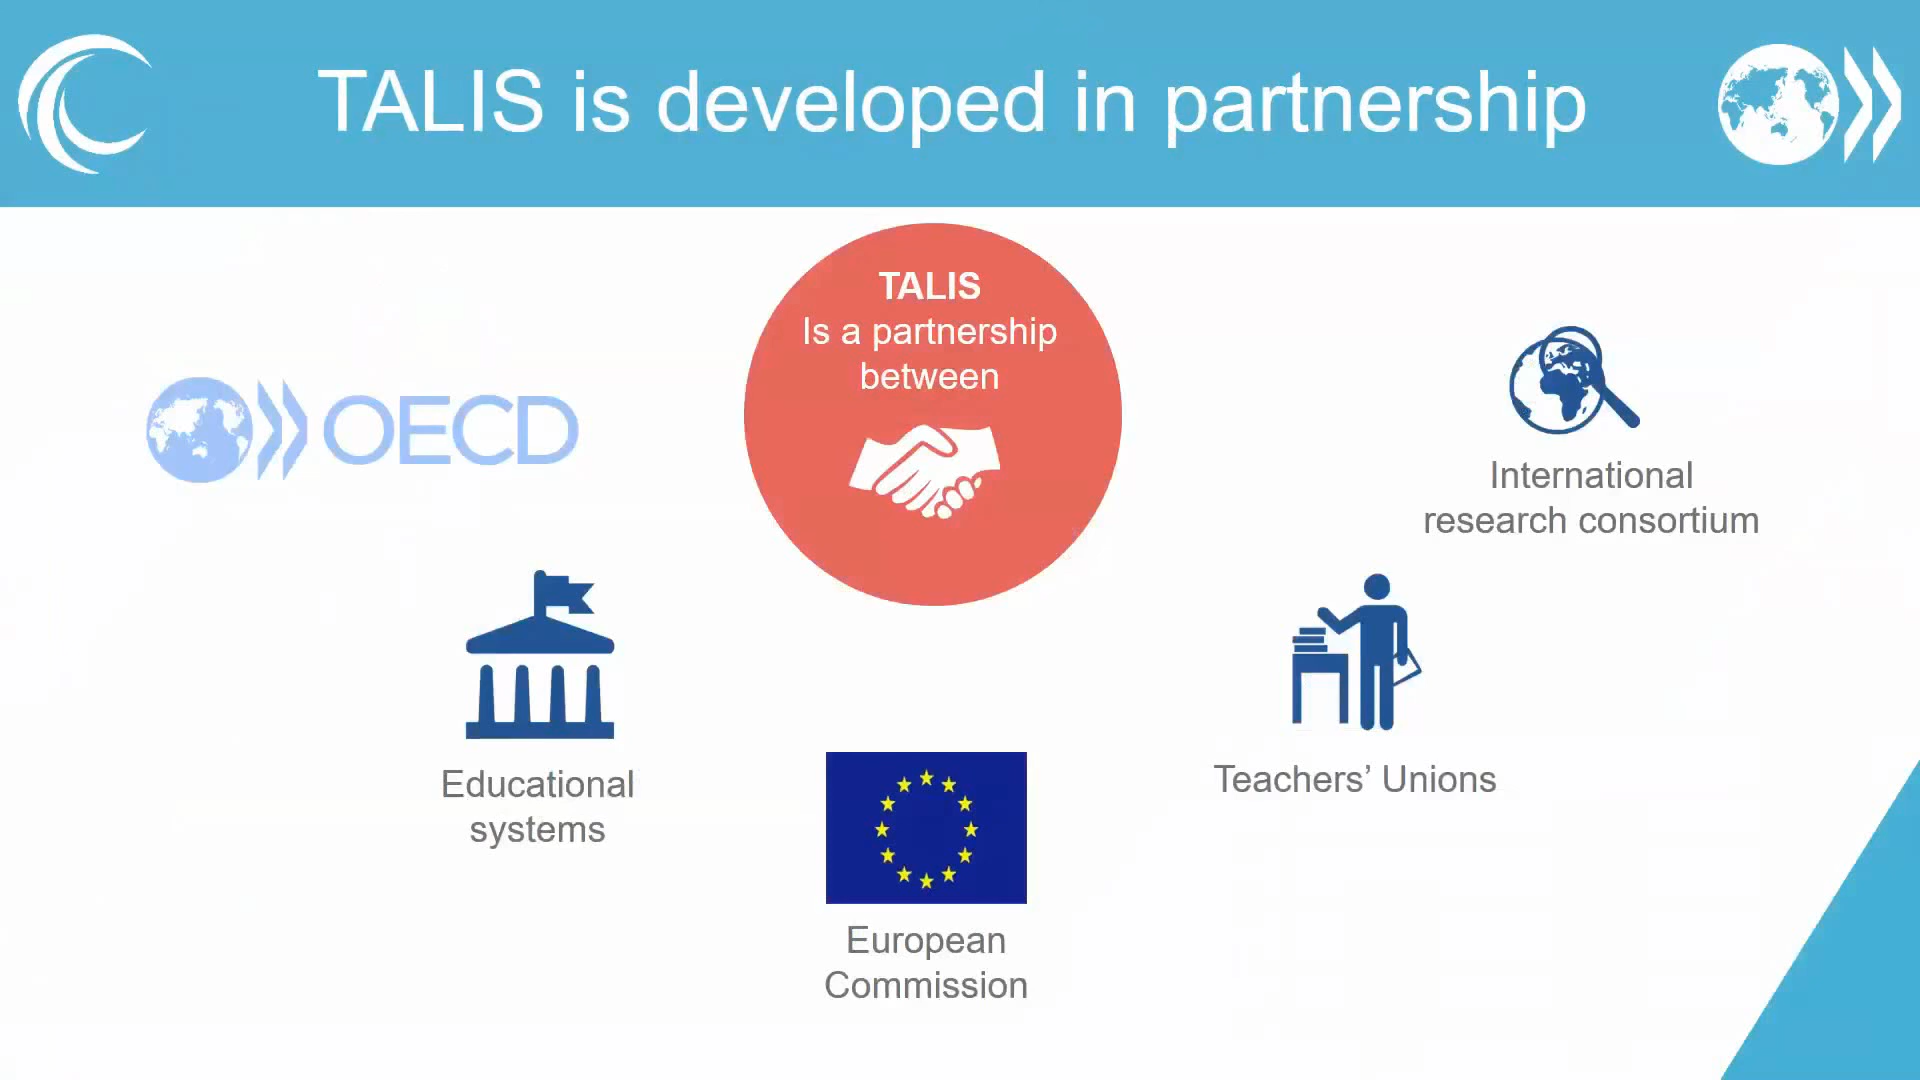 TALIS is developed in partnership
TALIS
Is a partnership
between
OECD
International
research consortium
Educational
systems
Teachers’ Unions
European
Commission